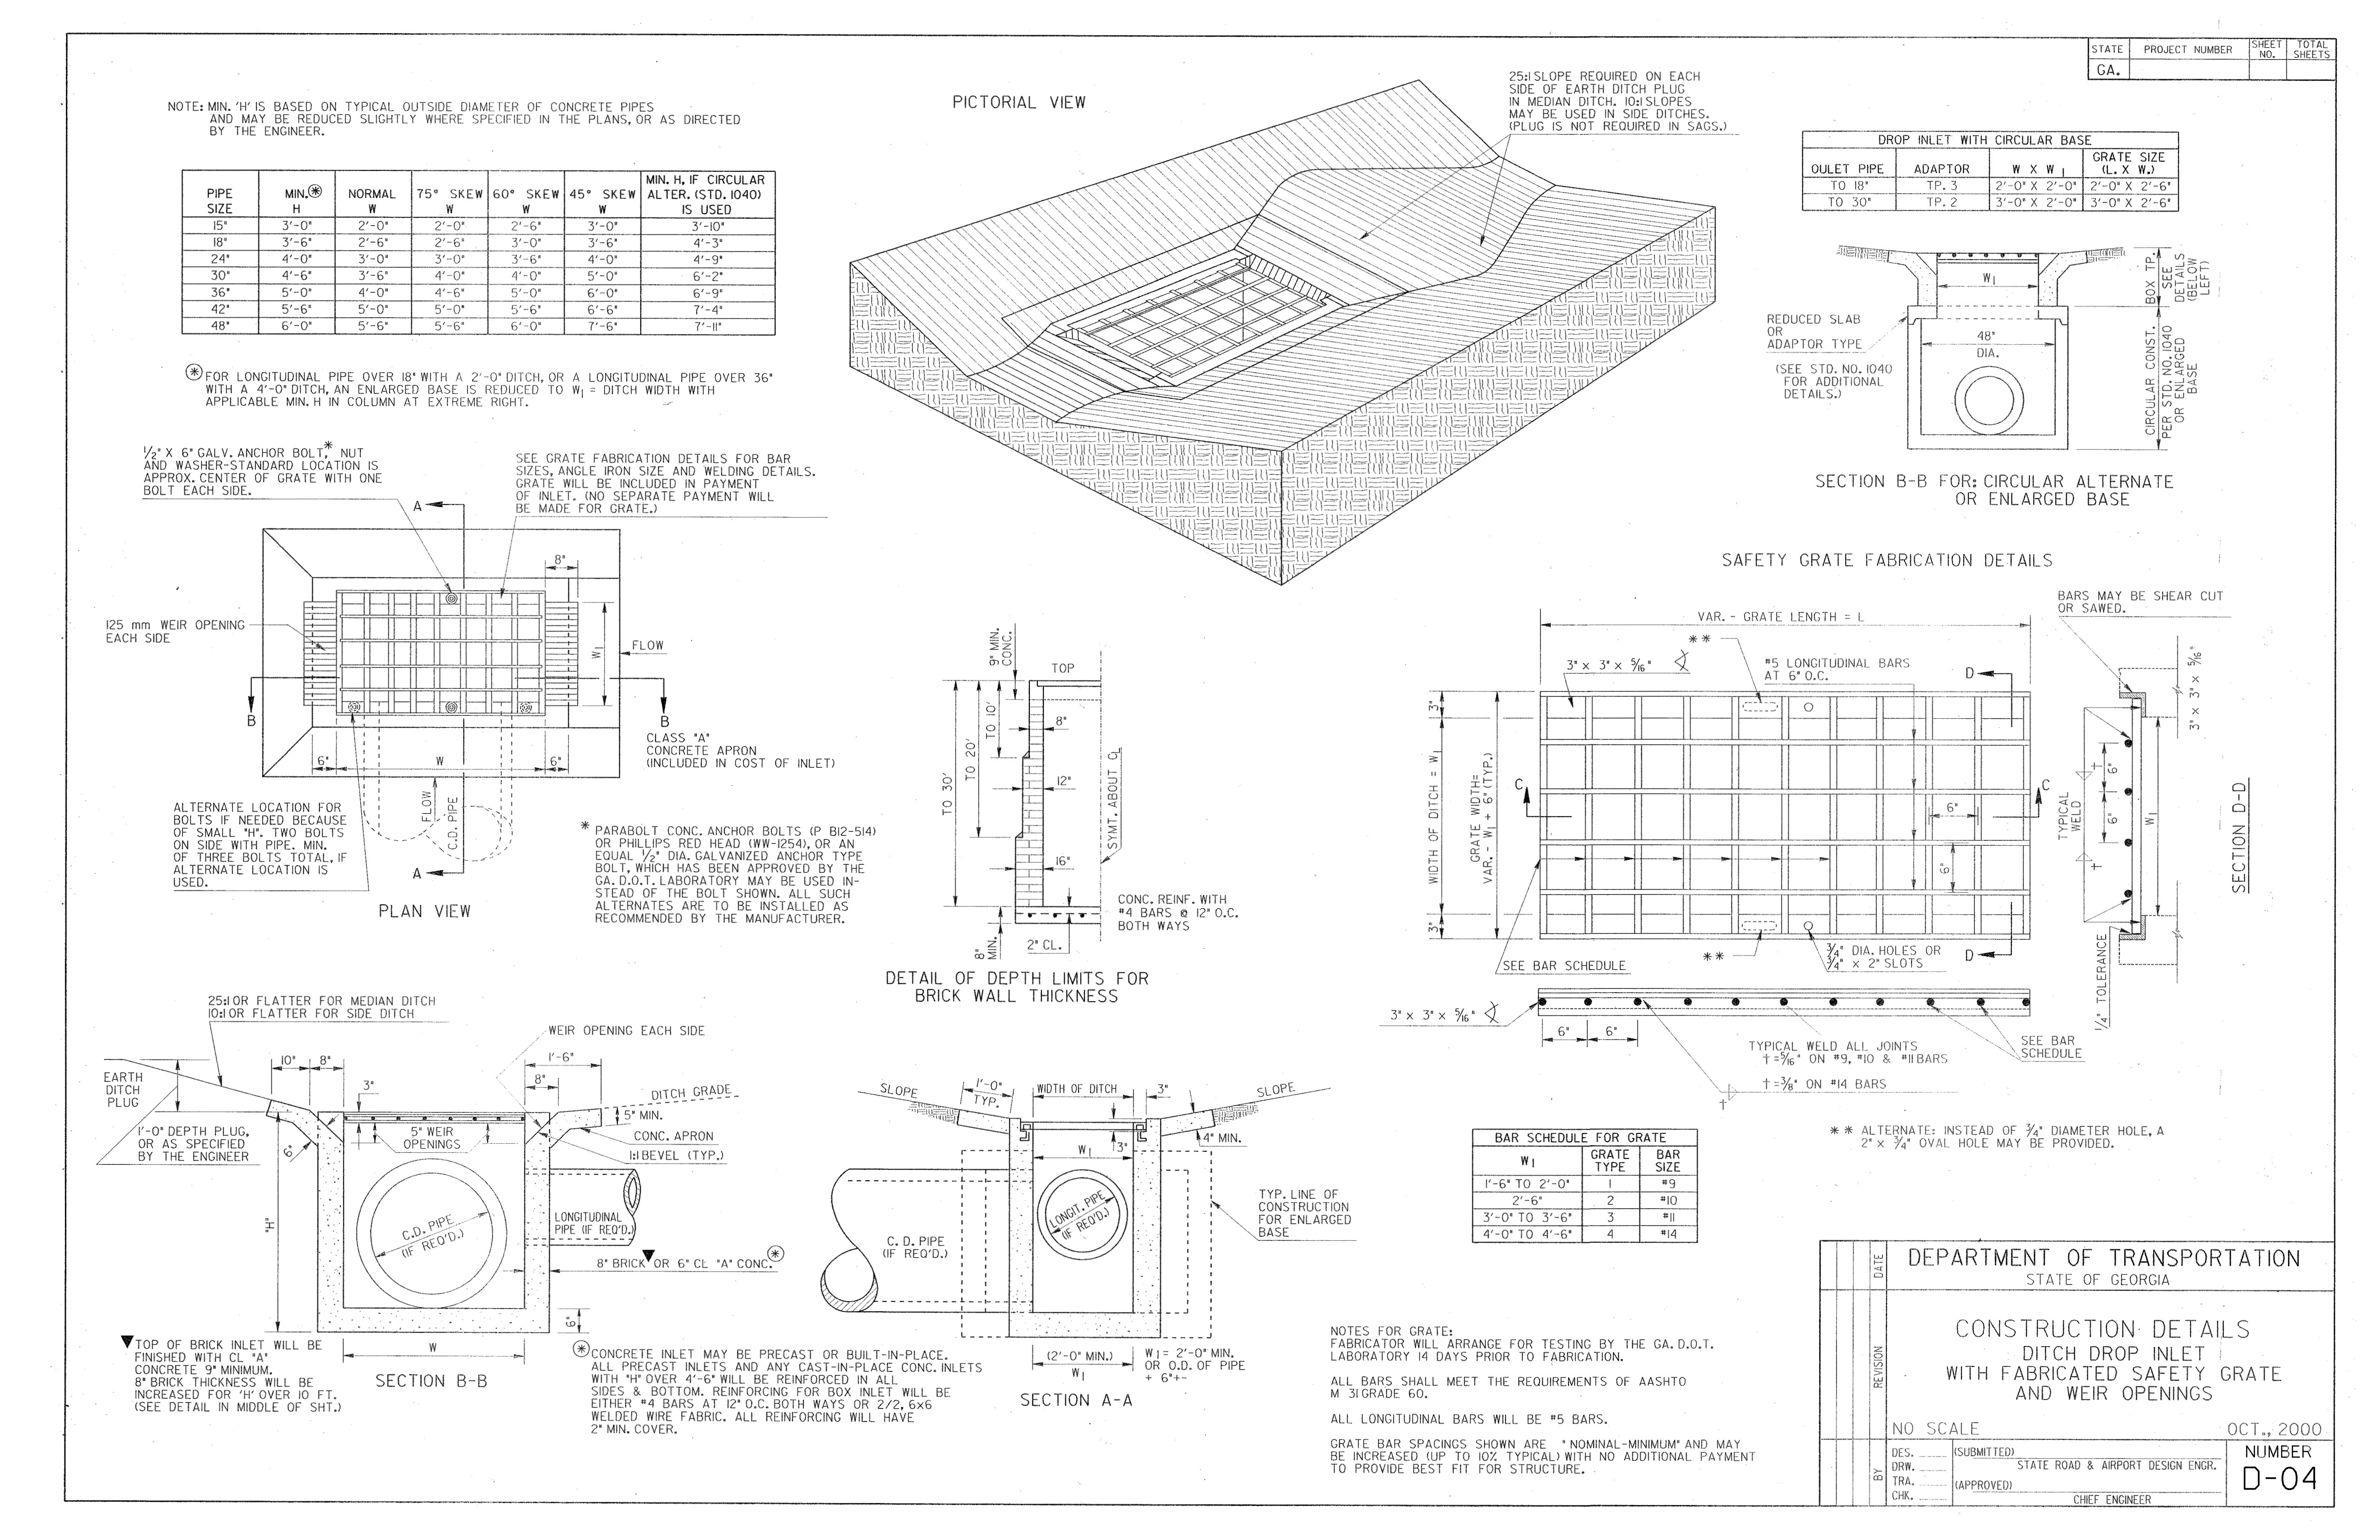 STATE PROJECT NUMBER SHEET NO. TOTAL SHEETS
GA.
NOTE: MIN. 'H' IS BASED ON TYPICAL OUTSIDE DIAMETER OF CONCRETE PIPES
AND MAY BE REDUCED SLIGHTLY WHERE SPECIFIED IN THE PLANS, OR AS DIRECTED
BY THE ENGINEER.
PIPE SIZE MIN. ⊛ H NORMAL W 75° SKEW W 60° SKEW W 45° SKEW W MIN. H, IF CIRCULAR ALTER. (STD. 1040) IS USED
15" 3'-0" 2'-0" 2'-0" 2'-6" 3'-0" 3'-10"
18" 3'-6" 2'-6" 2'-6" 3'-0" 3'-6" 4'-3"
24" 4'-0" 3'-0" 3'-0" 3'-6" 4'-0" 4'-9"
30" 4'-6" 3'-6" 4'-0" 4'-0" 5'-0" 6'-2"
36" 5'-0" 4'-0" 4'-6" 5'-0" 6'-0" 6'-9"
42" 5'-6" 5'-0" 5'-0" 5'-6" 6'-6" 7'-4"
48" 6'-0" 5'-6" 5'-6" 6'-0" 7'-6" 7'-11"
⊛ FOR LONGITUDINAL PIPE OVER 18" WITH A 2'-0" DITCH, OR A LONGITUDINAL PIPE OVER 36"
WITH A 4'-0" DITCH, AN ENLARGED BASE IS REDUCED TO W1 = DITCH WIDTH WITH
APPLICABLE MIN. H IN COLUMN AT EXTREME RIGHT.
PICTORIAL VIEW
25:1 SLOPE REQUIRED ON EACH
SIDE OF EARTH DITCH PLUG
IN MEDIAN DITCH. 10:1 SLOPES
MAY BE USED IN SIDE DITCHES.
(PLUG IS NOT REQUIRED IN SAGS.)
DROP INLET WITH CIRCULAR BASE
OULET PIPE ADAPTOR W X W1 GRATE SIZE (L. X W.)
TO 18" TP. 3 2'-0" X 2'-0" 2'-0" X 2'-6"
TO 30" TP. 2 3'-0" X 2'-0" 3'-0" X 2'-6"
W1
48"
DIA.
REDUCED SLAB
OR
ADAPTOR TYPE
(SEE STD. NO. 1040
FOR ADDITIONAL
DETAILS.)
BOX TP.
SEE
DETAILS
(BELOW
LEFT)
CIRCULAR CONST.
PER STD. NO. 1040
OR ENLARGED
BASE
SECTION B-B FOR: CIRCULAR ALTERNATE
OR ENLARGED BASE
1/2" X 6" GALV. ANCHOR BOLT,* NUT
AND WASHER-STANDARD LOCATION IS
APPROX. CENTER OF GRATE WITH ONE
BOLT EACH SIDE.
SEE GRATE FABRICATION DETAILS FOR BAR
SIZES, ANGLE IRON SIZE AND WELDING DETAILS.
GRATE WILL BE INCLUDED IN PAYMENT
OF INLET. (NO SEPARATE PAYMENT WILL
BE MADE FOR GRATE.)
A
8"
125 mm WEIR OPENING
EACH SIDE
W1
FLOW
B
B
CLASS "A"
CONCRETE APRON
(INCLUDED IN COST OF INLET)
6" W 6"
FLOW
C.D. PIPE
A
ALTERNATE LOCATION FOR
BOLTS IF NEEDED BECAUSE
OF SMALL "H". TWO BOLTS
ON SIDE WITH PIPE. MIN.
OF THREE BOLTS TOTAL, IF
ALTERNATE LOCATION IS
USED.
PLAN VIEW
* PARABOLT CONC. ANCHOR BOLTS (P B12-514)
OR PHILLIPS RED HEAD (WW-1254), OR AN
EQUAL 1/2" DIA. GALVANIZED ANCHOR TYPE
BOLT, WHICH HAS BEEN APPROVED BY THE
GA. D.O.T. LABORATORY MAY BE USED IN-
STEAD OF THE BOLT SHOWN. ALL SUCH
ALTERNATES ARE TO BE INSTALLED AS
RECOMMENDED BY THE MANUFACTURER.
9" MIN.
CONC.
TOP
TO 10'
TO 20'
TO 30'
8"
12"
16"
SYMT. ABOUT CL
CONC. REINF. WITH
#4 BARS @ 12" O.C.
BOTH WAYS
8"
MIN.
2" CL.
DETAIL OF DEPTH LIMITS FOR
BRICK WALL THICKNESS
SAFETY GRATE FABRICATION DETAILS
BARS MAY BE SHEAR CUT
OR SAWED.
VAR. - GRATE LENGTH = L
**
3" x 3" x 5/16" ∠
#5 LONGITUDINAL BARS
AT 6" O.C.
D
3"
WIDTH OF DITCH = W1
GRATE WIDTH=
VAR. - W1 + 6" (TYP.)
3"
C
C
6"
6"
**
3/4" DIA. HOLES OR
3/4" x 2" SLOTS
D
SEE BAR SCHEDULE
3" x 3" x 5/16"
TYPICAL
WELD
6"
6"
W1
1/4" TOLERANCE
SECTION D-D
3" x 3" x 5/16" ∠
6" 6"
TYPICAL WELD ALL JOINTS
† =5/16" ON #9, #10 & #11 BARS
† =3/8" ON #14 BARS
†
SEE BAR
SCHEDULE
** ALTERNATE: INSTEAD OF 3/4" DIAMETER HOLE, A
2" x 3/4" OVAL HOLE MAY BE PROVIDED.
25:1 OR FLATTER FOR MEDIAN DITCH
10:1 OR FLATTER FOR SIDE DITCH
WEIR OPENING EACH SIDE
10" 8"
1'-6"
8"
EARTH
DITCH
PLUG
3"
DITCH GRADE
5" MIN.
1'-0" DEPTH PLUG,
OR AS SPECIFIED
BY THE ENGINEER
6"
5" WEIR
OPENINGS
CONC. APRON
1:1 BEVEL (TYP.)
C.D. PIPE
(IF REQ'D.)
LONGITUDINAL
PIPE (IF REQ'D.)
"H"
8" BRICK▼OR 6" CL "A" CONC.⊛
6"
W
SECTION B-B
▼TOP OF BRICK INLET WILL BE
FINISHED WITH CL "A"
CONCRETE 9" MINIMUM.
8" BRICK THICKNESS WILL BE
INCREASED FOR 'H' OVER 10 FT.
(SEE DETAIL IN MIDDLE OF SHT.)
⊛CONCRETE INLET MAY BE PRECAST OR BUILT-IN-PLACE.
ALL PRECAST INLETS AND ANY CAST-IN-PLACE CONC. INLETS
WITH "H" OVER 4'-6" WILL BE REINFORCED IN ALL
SIDES & BOTTOM. REINFORCING FOR BOX INLET WILL BE
EITHER #4 BARS AT 12" O.C. BOTH WAYS OR 2/2, 6x6
WELDED WIRE FABRIC. ALL REINFORCING WILL HAVE
2" MIN. COVER.
SLOPE
1'-0"
TYP.
WIDTH OF DITCH
3"
SLOPE
4" MIN.
W1
3"
LONGIT. PIPE
(IF REQ'D.)
C. D. PIPE
(IF REQ'D.)
TYP. LINE OF
CONSTRUCTION
FOR ENLARGED
BASE
(2'-0" MIN.)
W1
W1 = 2'-0" MIN.
OR O.D. OF PIPE
+ 6"+-
SECTION A-A
BAR SCHEDULE FOR GRATE
W1 GRATE TYPE BAR SIZE
1'-6" TO 2'-0" 1 #9
2'-6" 2 #10
3'-0" TO 3'-6" 3 #11
4'-0" TO 4'-6" 4 #14
NOTES FOR GRATE:
FABRICATOR WILL ARRANGE FOR TESTING BY THE GA. D.O.T.
LABORATORY 14 DAYS PRIOR TO FABRICATION.
ALL BARS SHALL MEET THE REQUIREMENTS OF AASHTO
M 31 GRADE 60.
ALL LONGITUDINAL BARS WILL BE #5 BARS.
GRATE BAR SPACINGS SHOWN ARE "NOMINAL-MINIMUM" AND MAY
BE INCREASED (UP TO 10% TYPICAL) WITH NO ADDITIONAL PAYMENT
TO PROVIDE BEST FIT FOR STRUCTURE.
DATE
REVISION
BY
DEPARTMENT OF TRANSPORTATION
STATE OF GEORGIA
CONSTRUCTION DETAILS
DITCH DROP INLET
WITH FABRICATED SAFETY GRATE
AND WEIR OPENINGS
NO SCALE OCT., 2000
DES.
DRW.
TRA.
CHK.
(SUBMITTED)
STATE ROAD & AIRPORT DESIGN ENGR.
(APPROVED)
CHIEF ENGINEER
NUMBER
D-04